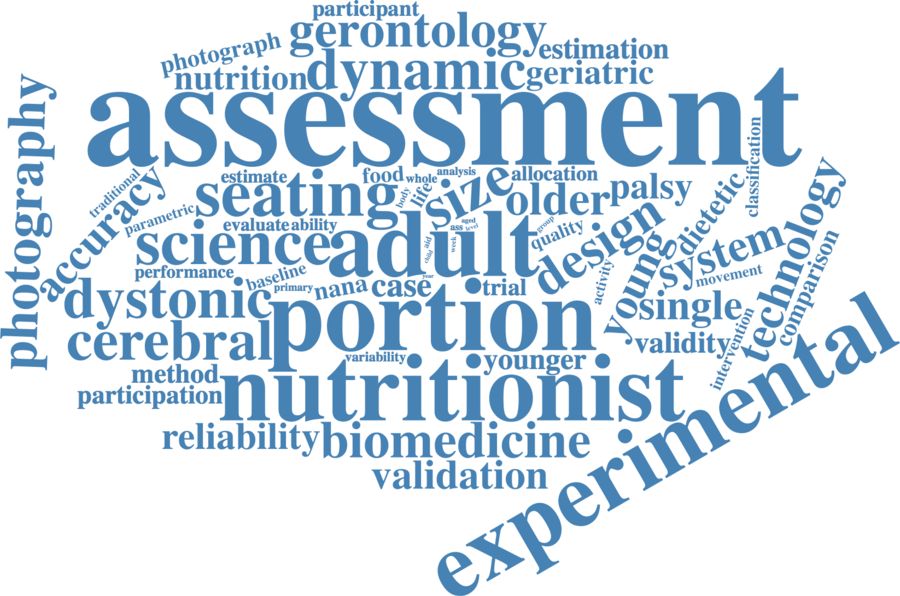 participant
gerontology
photograph
estimation
nutrition
dynamic
geriatric
assessment
photography
traditional
accuracy
estimate
seating
food
whole
analysis
allocation
classification
body
life
size
older
palsy
dietetic
parametric
evaluate
ability
science
adult
aid
child
ass
aged
level
week
group
quality
design
young
system
technology
performance
baseline
primary
nana
case
year
trial
activity
movement
comparison
dystonic
portion
single
cerebral
variability
younger
validity
intervention
method
participation
nutritionist
experimental
reliability
biomedicine
validation